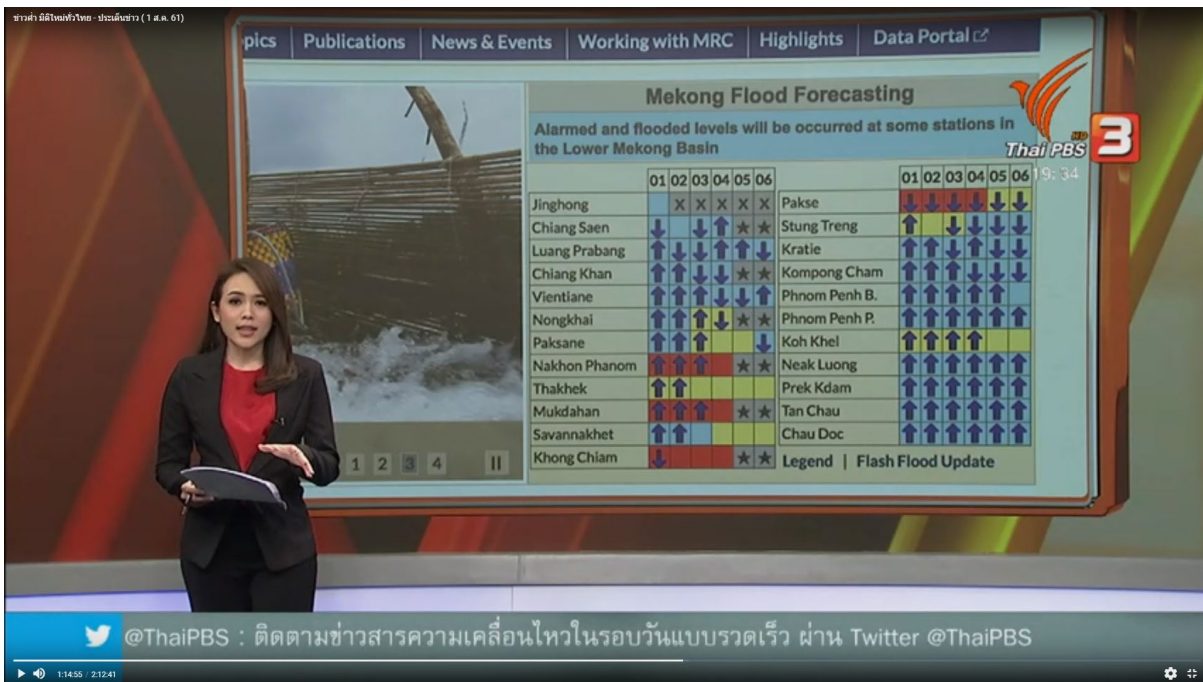 ข่าวค่ำ มิติใหม่ทั่วไทย - ประเด็นข่าว ( 1 ส.ค. 61)
pics Publications News & Events Working with MRC Highlights Data Portal
Mekong Flood Forecasting
Alarmed and flooded levels will be occurred at some stations in
the Lower Mekong Basin
Thai PBS HD 3
19:34
01 02 03 04 05 06
Jinghong X X X X X
Chiang Saen
Luang Prabang
Chiang Khan
Vientiane
Nongkhai
Paksane
Nakhon Phanom
Thakhek
Mukdahan
Savannakhet
Khong Chiam
01 02 03 04 05 06
Pakse
Stung Treng
Kratie
Kompong Cham
Phnom Penh B.
Phnom Penh P.
Koh Khel
Neak Luong
Prek Kdam
Tan Chau
Chau Doc
Legend | Flash Flood Update
1 2 3 4
@ThaiPBS : ติดตามข่าวสารความเคลื่อนไหวในรอบวันแบบรวดเร็ว ผ่าน Twitter @ThaiPBS
1:14:55 / 2:12:41